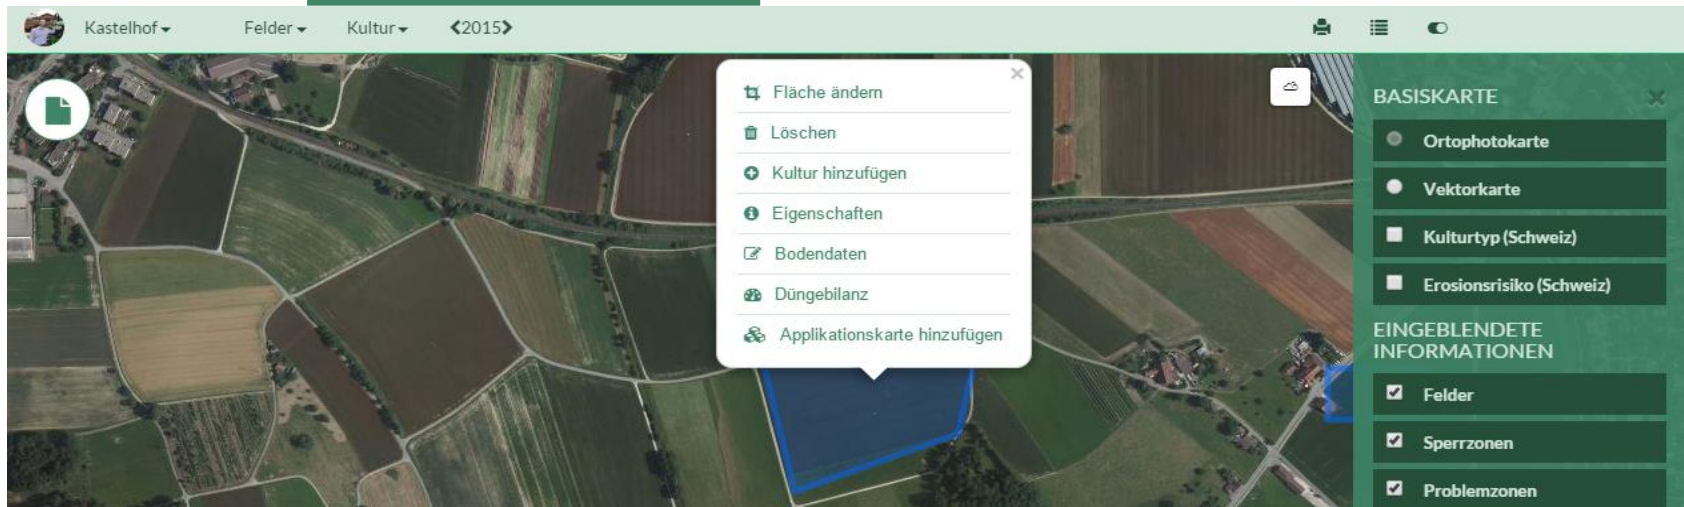 Kastelhof Felder Kultur 2015
Fläche ändern
Löschen
Kultur hinzufügen
Eigenschaften
Bodendaten
Düngebilanz
Applikationskarte hinzufügen
BASISKARTE
Ortophotokarte
Vektorkarte
Kulturtyp (Schweiz)
Erosionsrisiko (Schweiz)
EINGEBLENDETE
INFORMATIONEN
Felder
Sperrzonen
Problemzonen